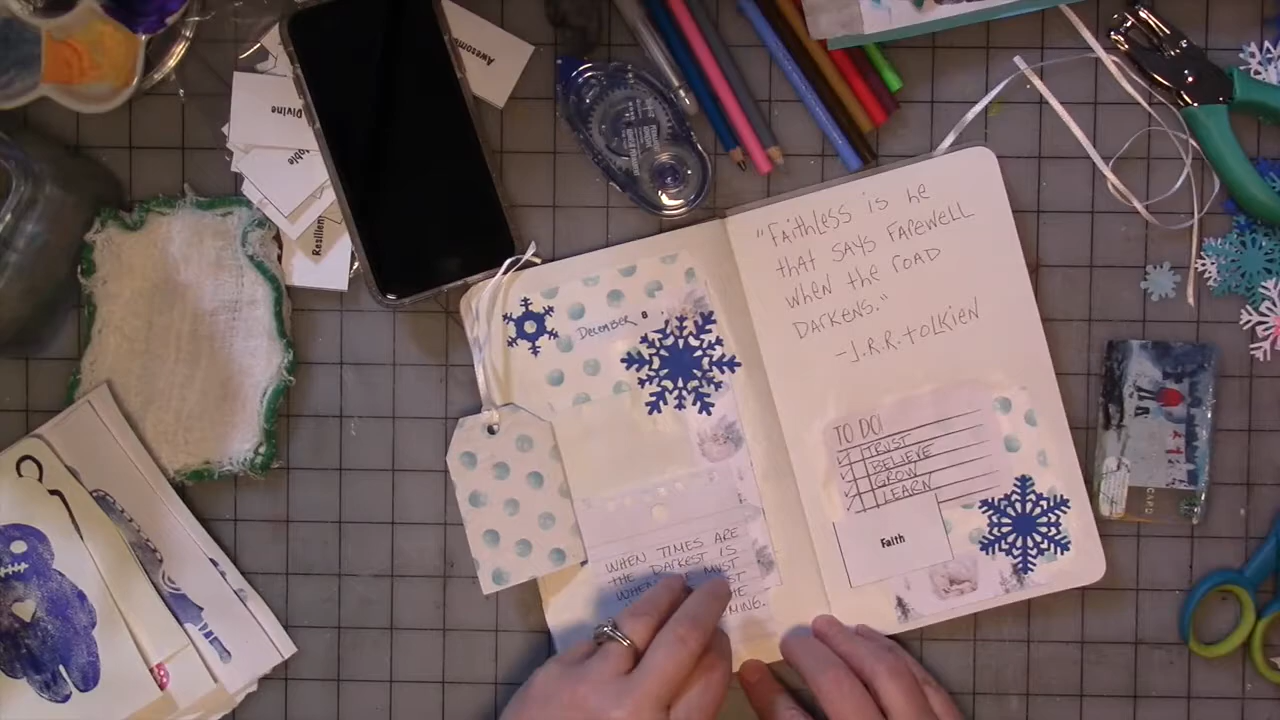 Awesome
Divine
Resilien
December 8
WHEN TIMES ARE
THE DARKEST IS
MUST
"FAITHLESS IS HE
THAT SAYS FAREWELL
WHEN THE ROAD
DARKENS."
-J.R.R. TOLKIEN
TO DO!
TRUST
BELIEVE
GROW
LEARN
Faith